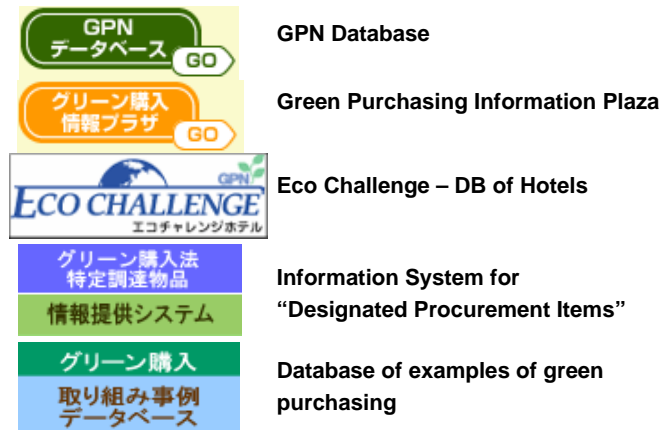 GPN
データベース
GO
GPN Database
グリーン購入
情報プラザ
GO
Green Purchasing Information Plaza
GPN
ECO CHALLENGE
エコチャレンジホテル
Eco Challenge – DB of Hotels
グリーン購入法
特定調達物品
情報提供システム
Information System for
“Designated Procurement Items”
グリーン購入
取り組み事例
データベース
Database of examples of green
purchasing